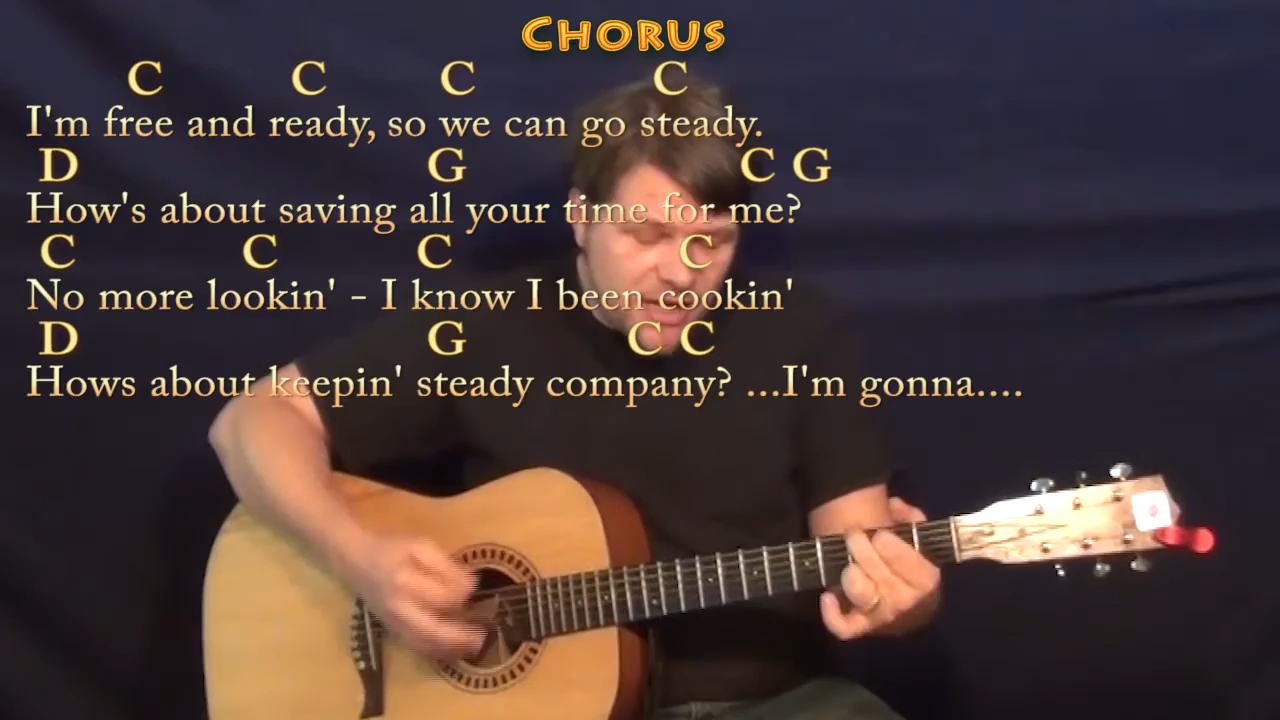 CHORUS
C C C C
I'm free and ready, so we can go steady.
D G C G
How's about saving all your time for me?
C C C C
No more lookin' - I know I been cookin'
D G C C
Hows about keepin' steady company? ...I'm gonna....